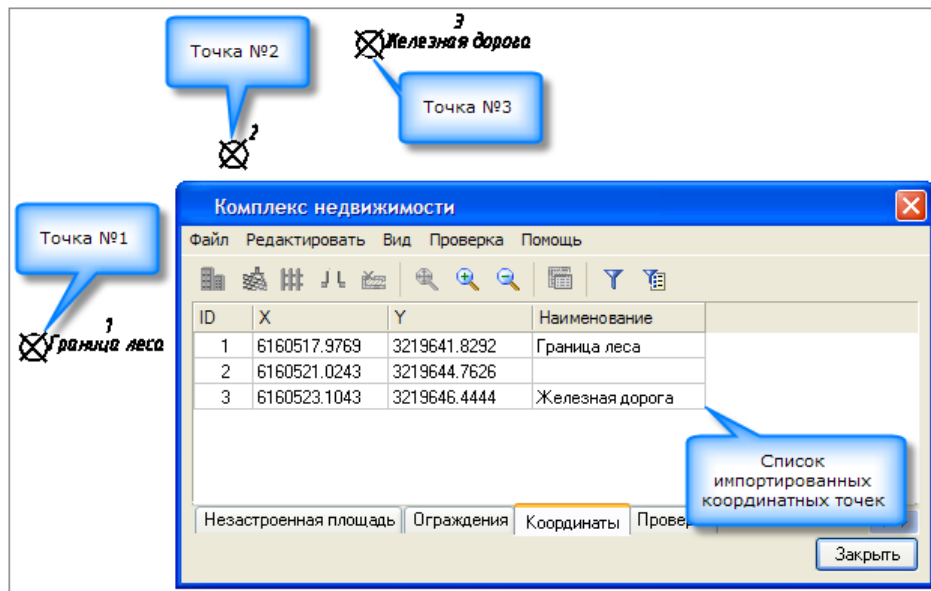 3
Железная дорога
Точка №2
Точка №3
2
Точка №1
1
Граница леса
Комплекс недвижимости
Файл Редактировать Вид Проверка Помощь
ID X Y Наименование
1 6160517.9769 3219641.8292 Граница леса
2 6160521.0243 3219644.7626
3 6160523.1043 3219646.4444 Железная дорога
Список
импортированных
координатных точек
Незастроенная площадь Ограждения Координаты
Закрыть